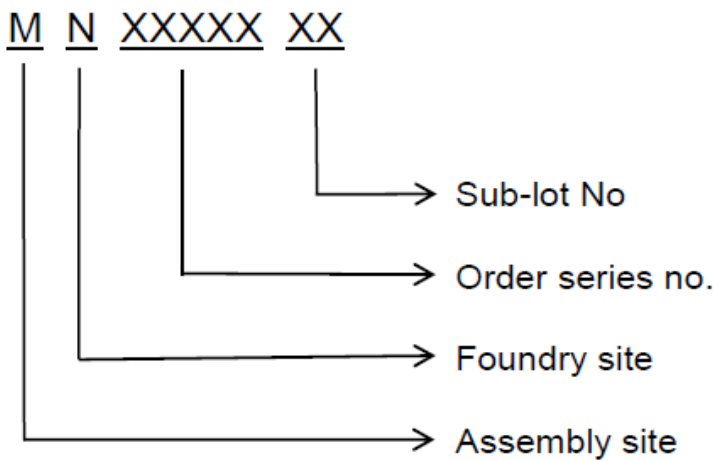 M N XXXXX XX
Sub-lot No
Order series no.
Foundry site
Assembly site